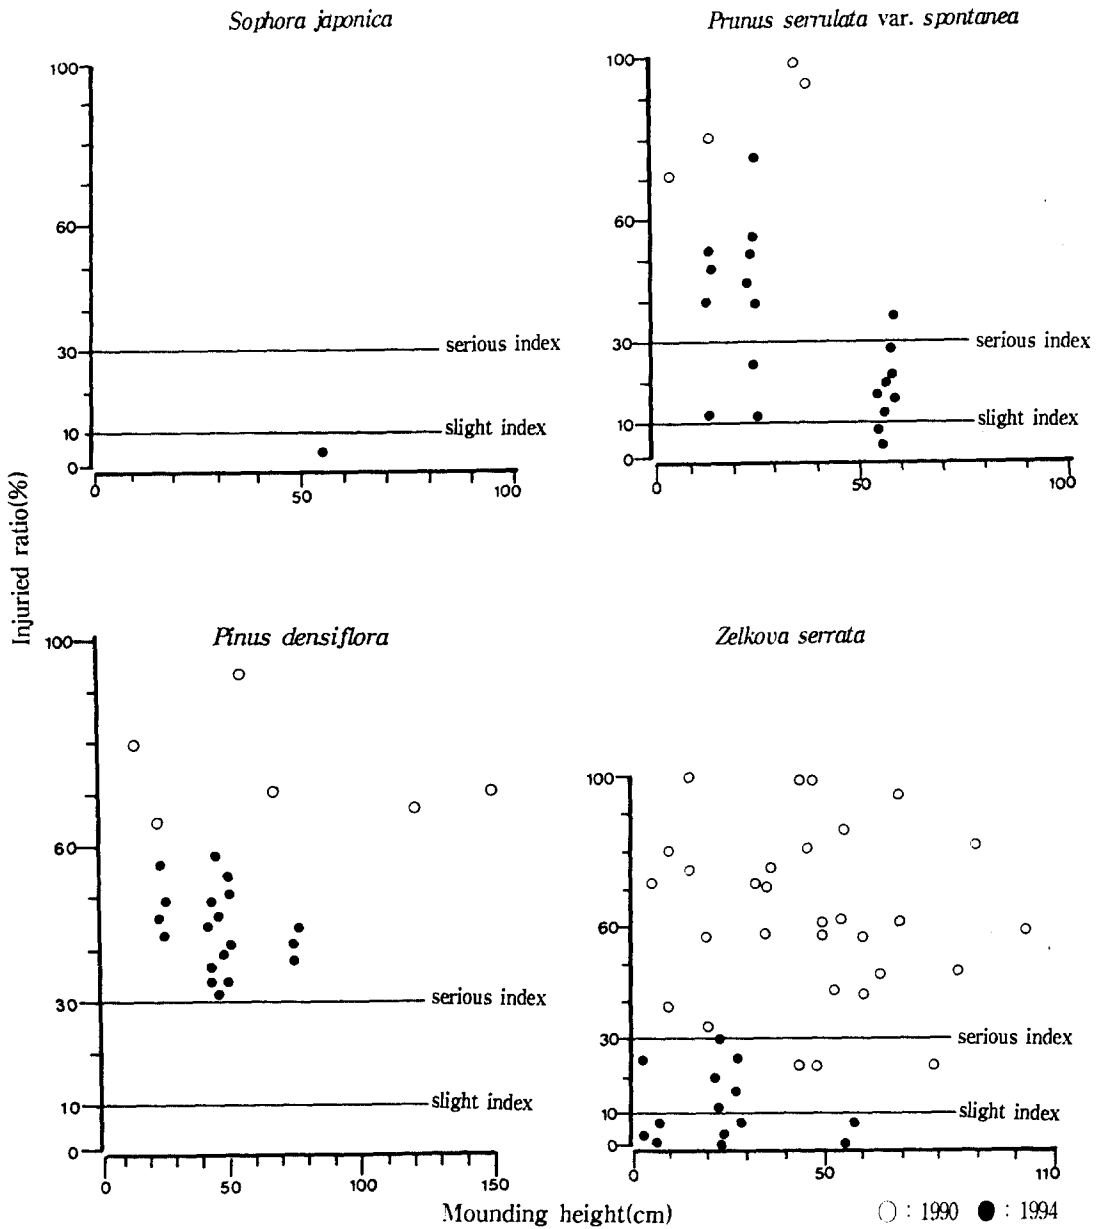 Sophora japonica
Prunus serrulata var. spontanea
100
60
30
10
0
serious index
slight index
0 50 100
100
60
30
10
0
serious index
slight index
0 50 100
Injuried ratio(%)
Pinus densiflora
Zelkova serrata
100
60
30
10
0
serious index
slight index
0 50 100 150
100
60
30
10
0
serious index
slight index
0 50 110
Mounding height(cm)
○ : 1990 ● : 1994